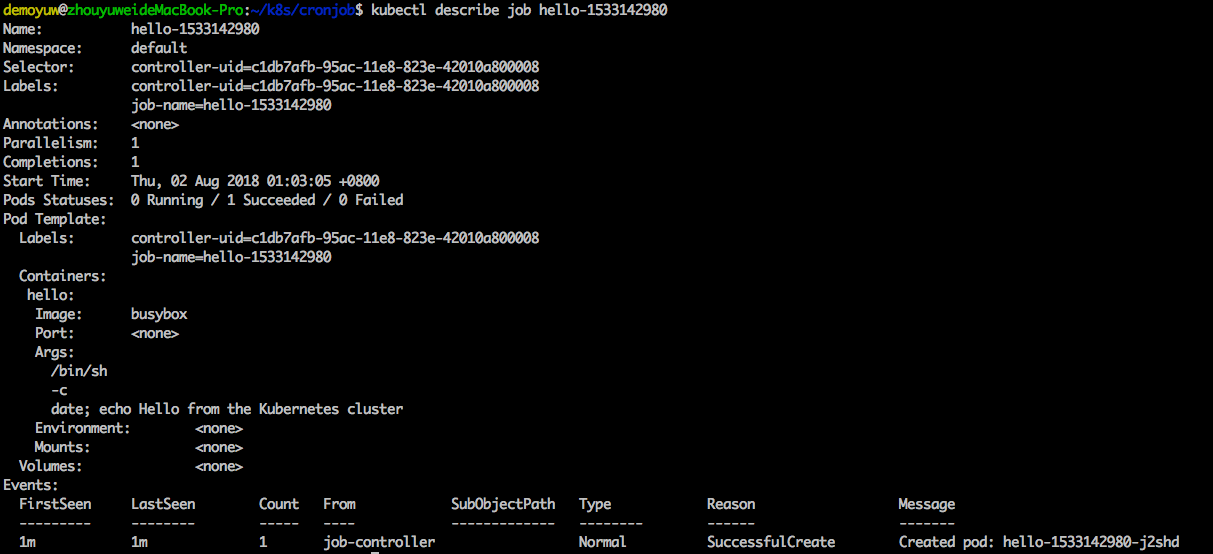 demoyuw@zhouyuweideMacBook-Pro:~/k8s/cronjob$ kubectl describe job hello-1533142980
Name:           hello-1533142980
Namespace:      default
Selector:       controller-uid=c1db7afb-95ac-11e8-823e-42010a800008
Labels:         controller-uid=c1db7afb-95ac-11e8-823e-42010a800008
                job-name=hello-1533142980
Annotations:    <none>
Parallelism:    1
Completions:    1
Start Time:     Thu, 02 Aug 2018 01:03:05 +0800
Pods Statuses:  0 Running / 1 Succeeded / 0 Failed
Pod Template:
  Labels:       controller-uid=c1db7afb-95ac-11e8-823e-42010a800008
                job-name=hello-1533142980
  Containers:
   hello:
    Image:      busybox
    Port:       <none>
    Args:
      /bin/sh
      -c
      date; echo Hello from the Kubernetes cluster
    Environment:        <none>
    Mounts:             <none>
  Volumes:              <none>
Events:
  FirstSeen     LastSeen        Count   From            SubObjectPath   Type            Reason                  Message
  ---------     --------        -----   ----            -------------   --------        ------                  -------
  1m            1m              1       job-controller                  Normal          SuccessfulCreate        Created pod: hello-1533142980-j2shd